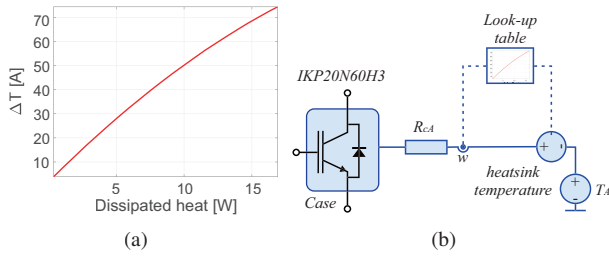 70
60
50
40
30
20
10
ΔT [A]
5
10
15
Dissipated heat [W]
(a)
Look-up
table
IKP20N60H3
RcA
w
+
-
heatsink
temperature
+
-
Case
(b)